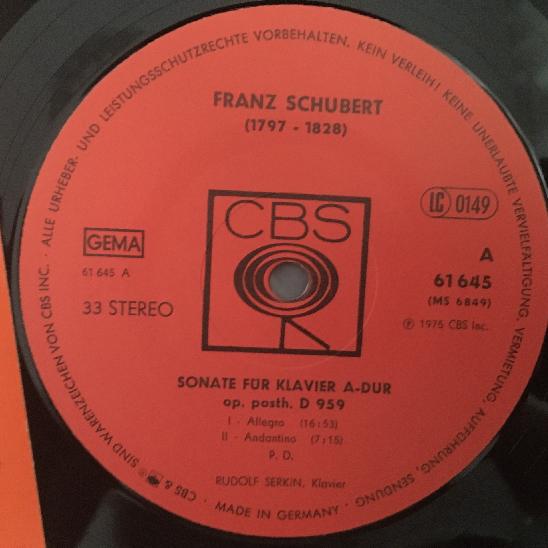 ALLE URHEBER- UND LEISTUNGSSCHUTZRECHTE VORBEHALTEN. KEIN VERLEIH! KEINE UNERLAUBTE VERVIELFÄLTIGUNG, VERMIETUNG, AUFFÜHRUNG, SENDUNG
FRANZ SCHUBERT
(1797 - 1828)
CBS
LC 0149
GEMA
61 645 A
33 STEREO
A
61 645
(MS 6849)
℗ 1975 CBS Inc.
SONATE FÜR KLAVIER A-DUR
op. posth. D 959
I - Allegro (16:53)
II - Andantino (7:15)
P. D.
RUDOLF SERKIN, Klavier
· MADE IN GERMANY ·
CBS & SIND WARENZEICHEN VON CBS INC. ·